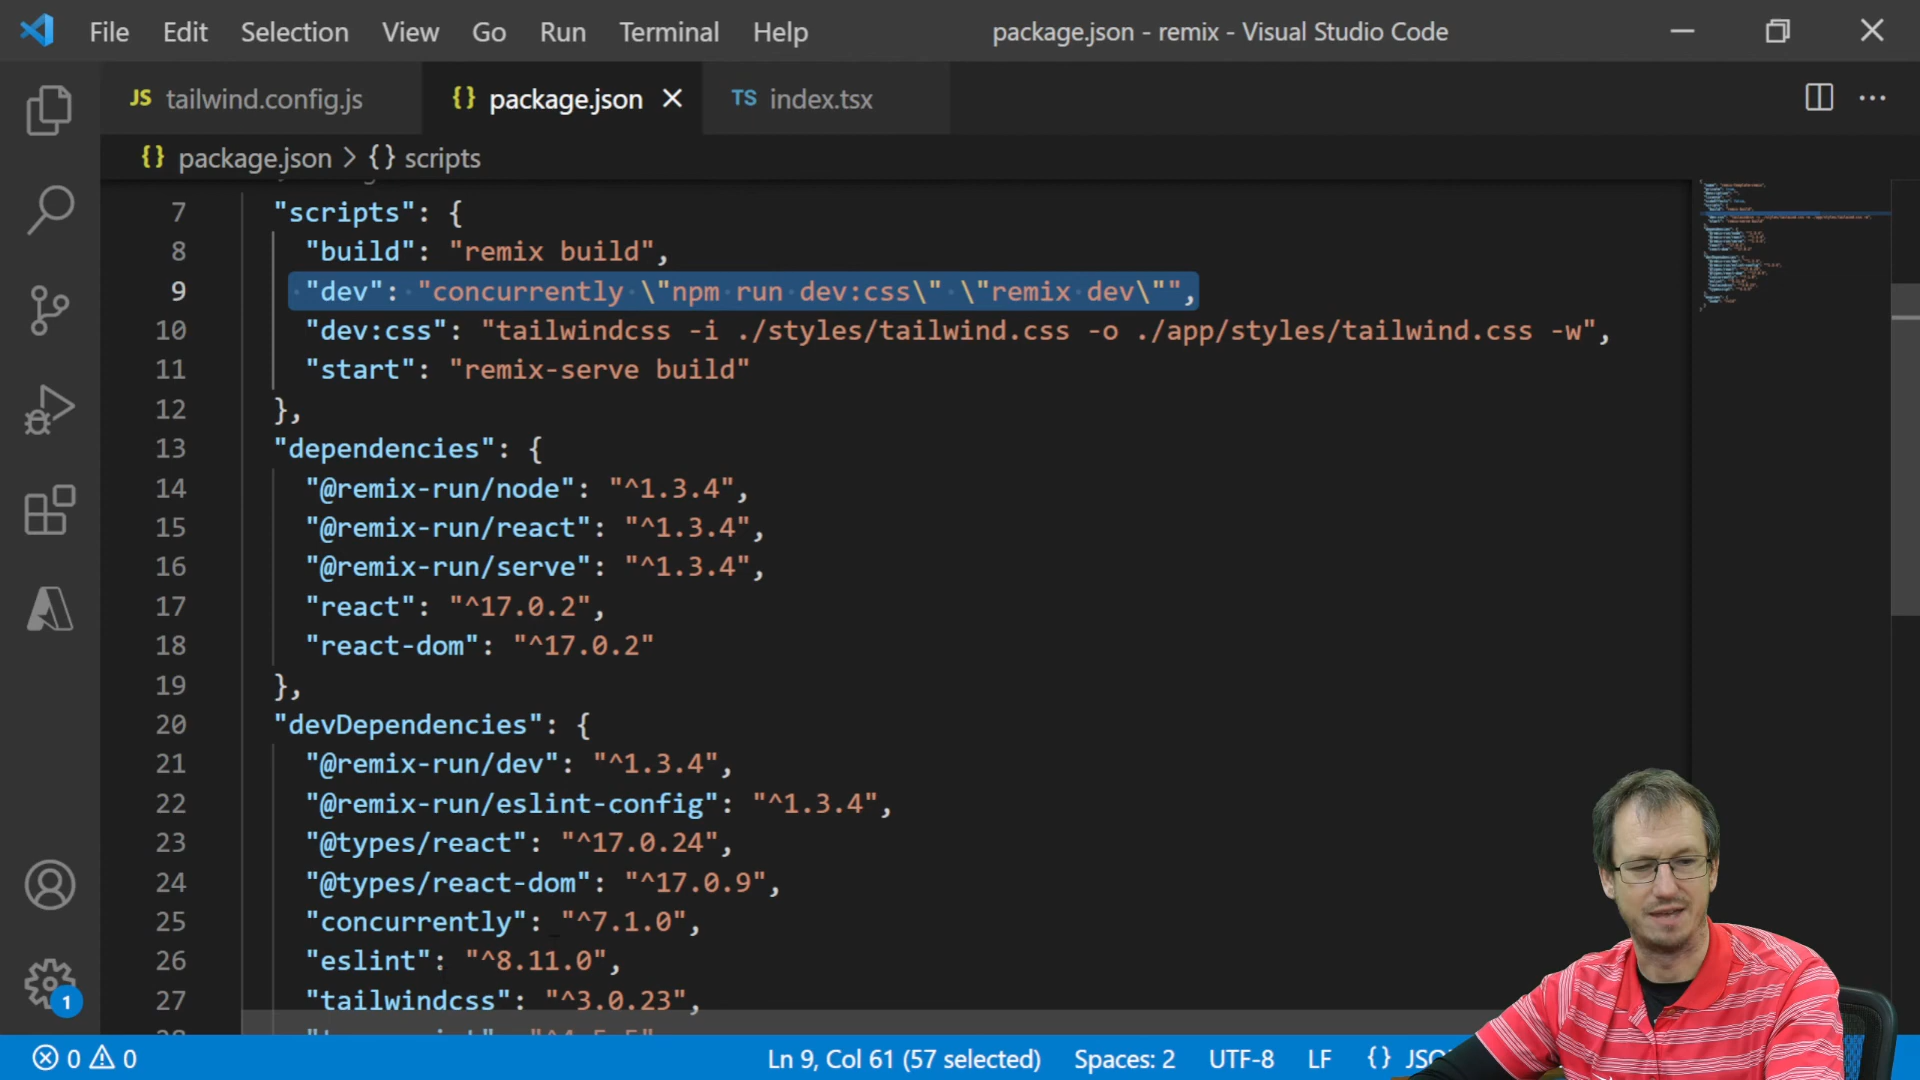 File Edit Selection View Go Run Terminal Help package.json - remix - Visual Studio Code
JS tailwind.config.js {} package.json TS index.tsx
{} package.json > {} scripts
7 "scripts": {
8 "build": "remix build",
9 "dev": "concurrently \"npm run dev:css\" \"remix dev\"",
10 "dev:css": "tailwindcss -i ./styles/tailwind.css -o ./app/styles/tailwind.css -w",
11 "start": "remix-serve build"
12 },
13 "dependencies": {
14 "@remix-run/node": "^1.3.4",
15 "@remix-run/react": "^1.3.4",
16 "@remix-run/serve": "^1.3.4",
17 "react": "^17.0.2",
18 "react-dom": "^17.0.2"
19 },
20 "devDependencies": {
21 "@remix-run/dev": "^1.3.4",
22 "@remix-run/eslint-config": "^1.3.4",
23 "@types/react": "^17.0.24",
24 "@types/react-dom": "^17.0.9",
25 "concurrently": "^7.1.0",
26 "eslint": "^8.11.0",
27 "tailwindcss": "^3.0.23",
1
0 0 Ln 9, Col 61 (57 selected) Spaces: 2 UTF-8 LF {}